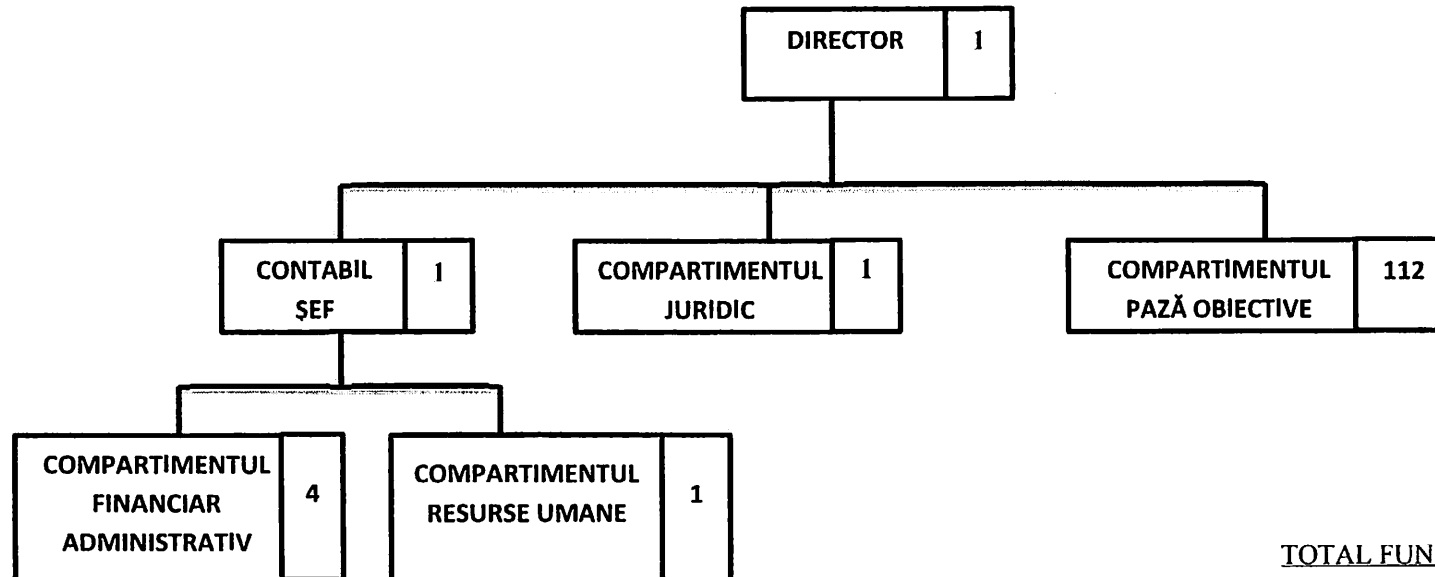 DIRECTOR 1
CONTABIL 1
ŞEF
COMPARTIMENTUL 1
JURIDIC
COMPARTIMENTUL 112
PAZĂ OBIECTIVE
COMPARTIMENTUL
FINANCIAR 4
ADMINISTRATIV
COMPARTIMENTUL
RESURSE UMANE 1
TOTAL FUN